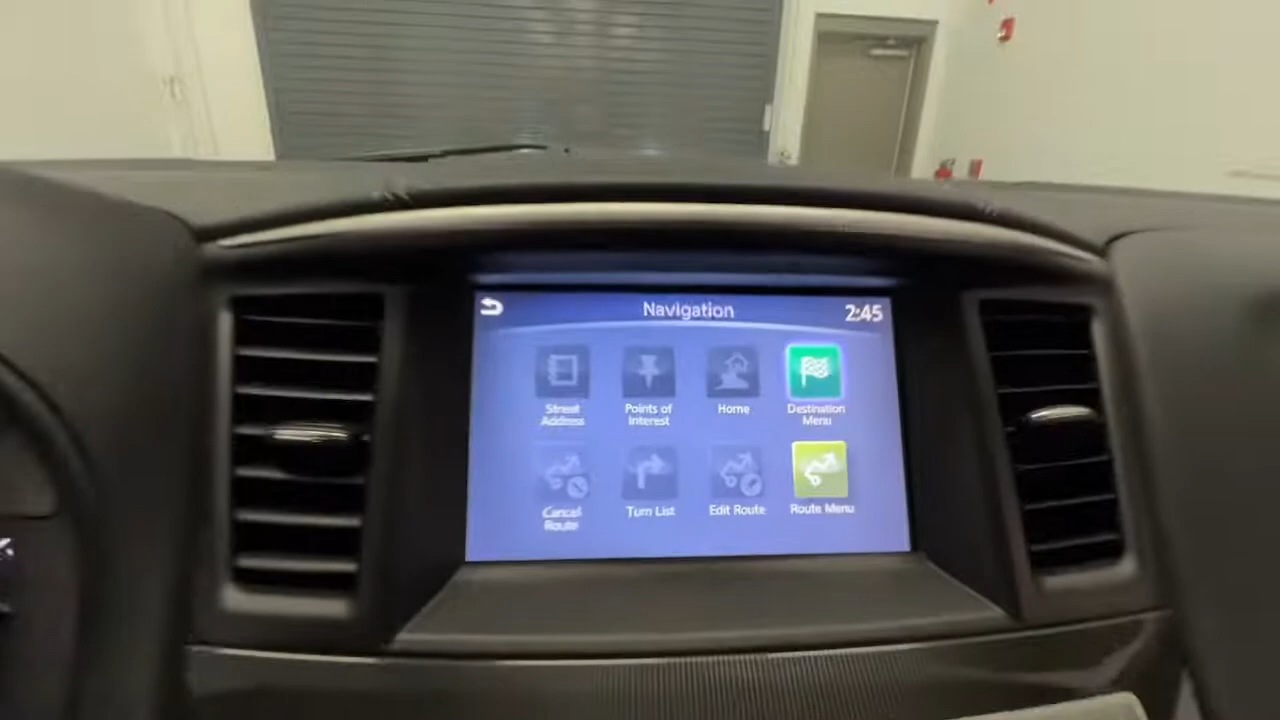 Navigation
2:45
Street
Address
Points of
Interest
Home
Destination
Menu
Cancel
Route
Turn List
Edit Route
Route Menu